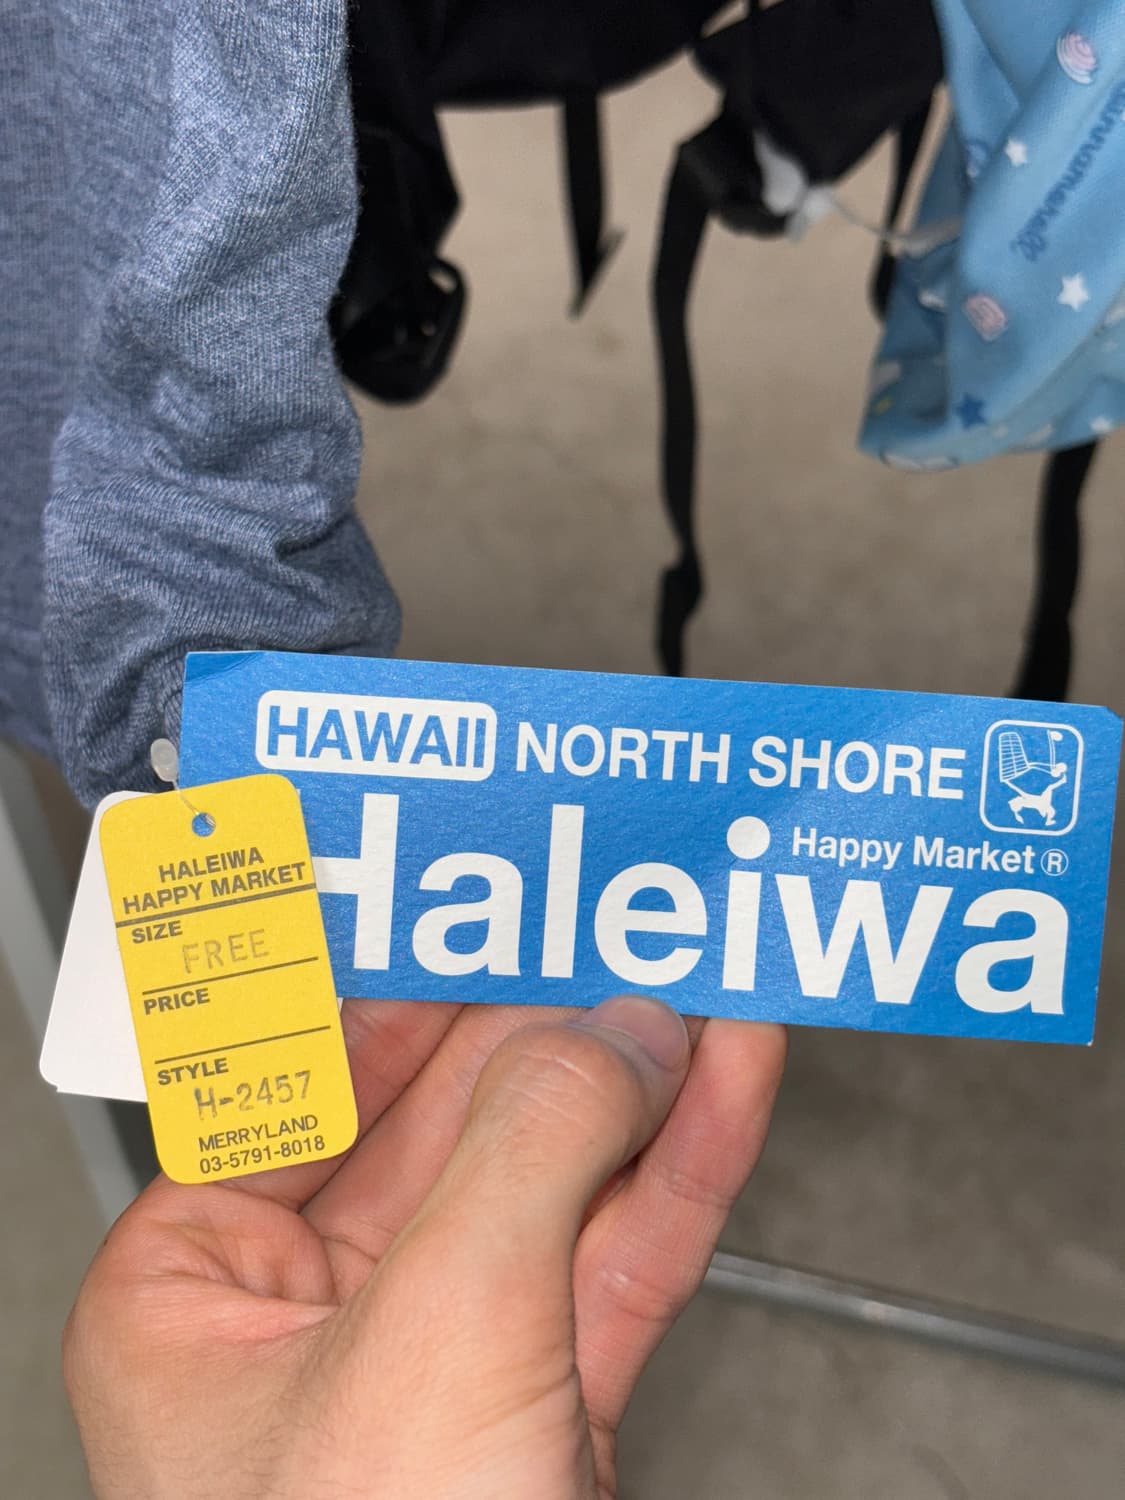 HAWAII NORTH SHORE
Happy Market®
Haleiwa
HALEIWA
HAPPY MARKET
SIZE
FREE
PRICE
STYLE
H-2457
MERRYLAND
03-5791-8018